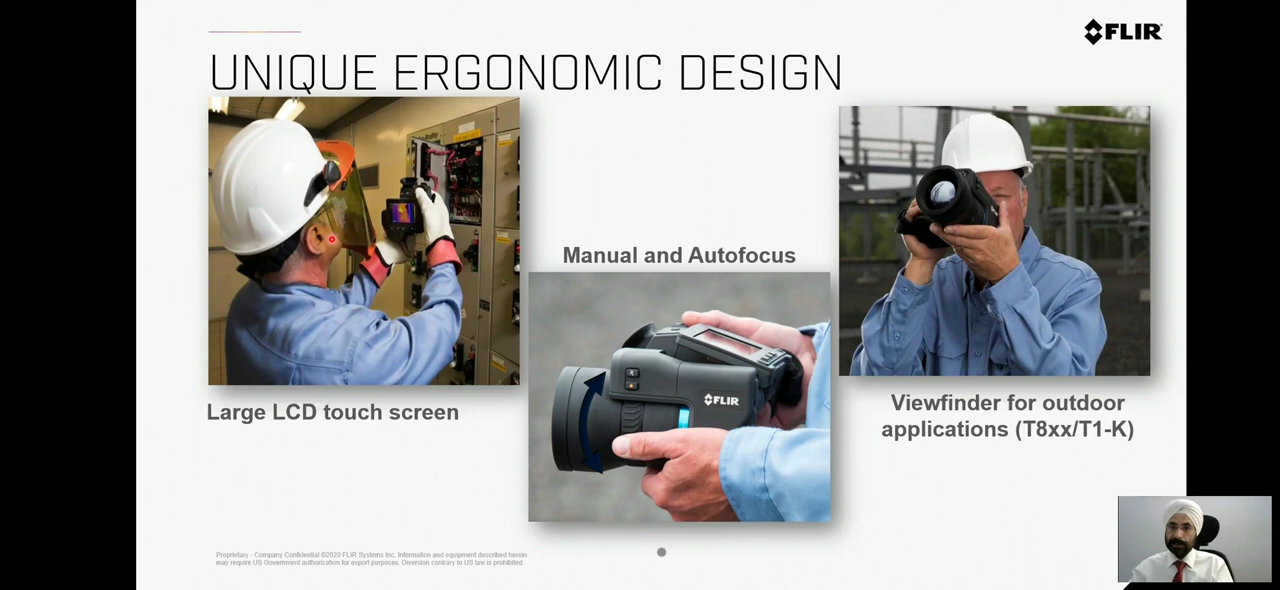 FLIR
UNIQUE ERGONOMIC DESIGN
Manual and Autofocus
FLIR
Large LCD touch screen
Viewfinder for outdoor
applications (T8xx/T1-K)
Proprietary - Company Confidential ©2020 FLIR Systems Inc. Information and equipment described herein
may require US Government authorization for export purposes. Diversion contrary to US law is prohibited.